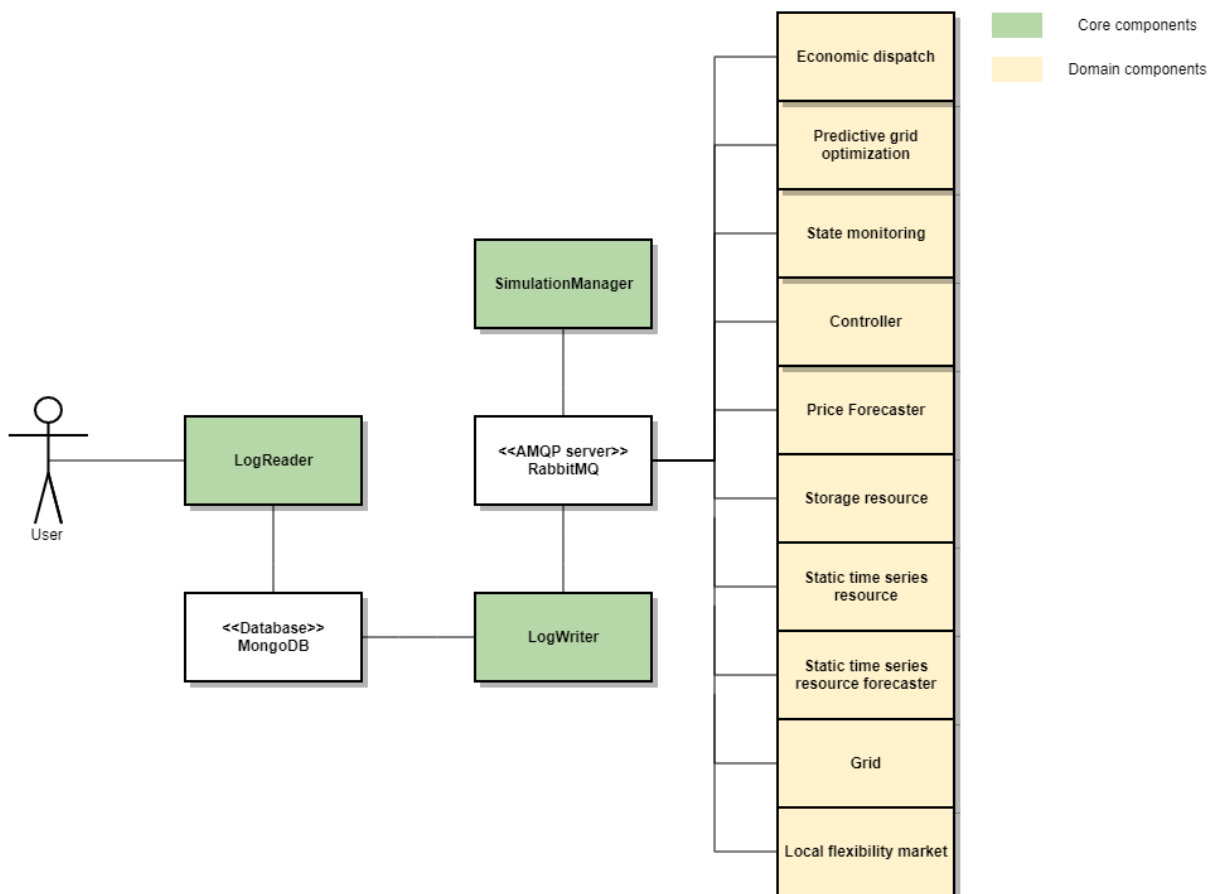 Economic dispatch
Core components
Domain components
Predictive grid
optimization
State monitoring
SimulationManager
Controller
Price Forecaster
<<AMQP server>>
RabbitMQ
LogReader
User
Storage resource
Static time series
resource
<<Database>>
MongoDB
LogWriter
Static time series
resource forecaster
Grid
Local flexibility market